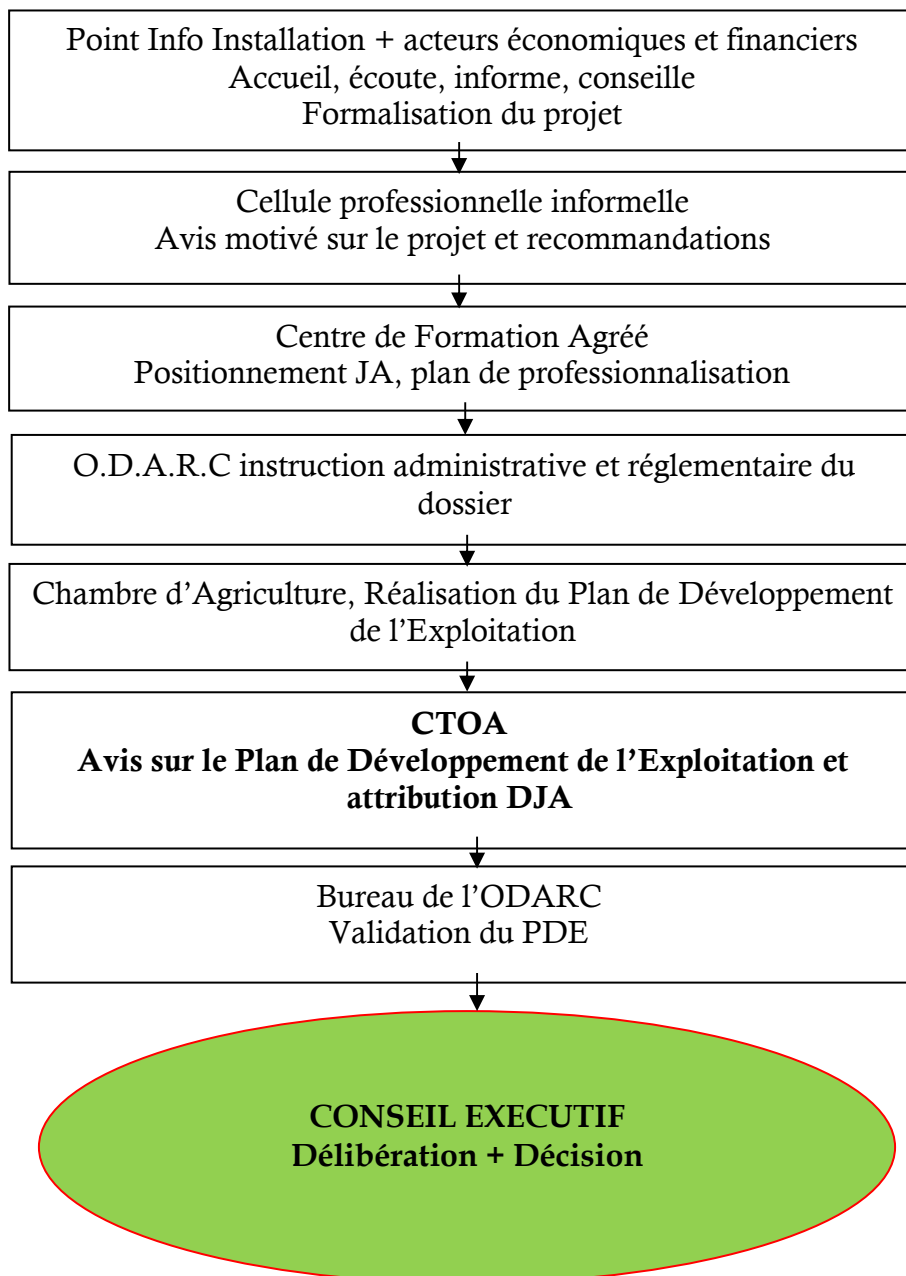 Point Info Installation + acteurs économiques et financiers
Accueil, écoute, informe, conseille
Formalisation du projet
Cellule professionnelle informelle
Avis motivé sur le projet et recommandations
Centre de Formation Agréé
Positionnement JA, plan de professionnalisation
O.D.A.R.C instruction administrative et réglementaire du
dossier
Chambre d’Agriculture, Réalisation du Plan de Développement
de l’Exploitation
CTOA
Avis sur le Plan de Développement de l’Exploitation et
attribution DJA
Bureau de l’ODARC
Validation du PDE
CONSEIL EXECUTIF
Délibération + Décision